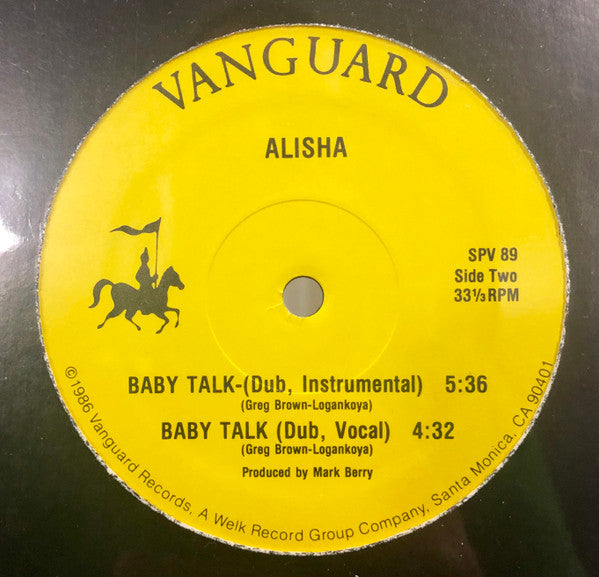 VANGUARD
ALISHA
SPV 89
Side Two
33⅓ RPM
BABY TALK-(Dub, Instrumental) 5:36
(Greg Brown-Logankoya)
BABY TALK (Dub, Vocal) 4:32
(Greg Brown-Logankoya)
Produced by Mark Berry
©1986 Vanguard Records, A Welk Record Group Company, Santa Monica, CA 90401